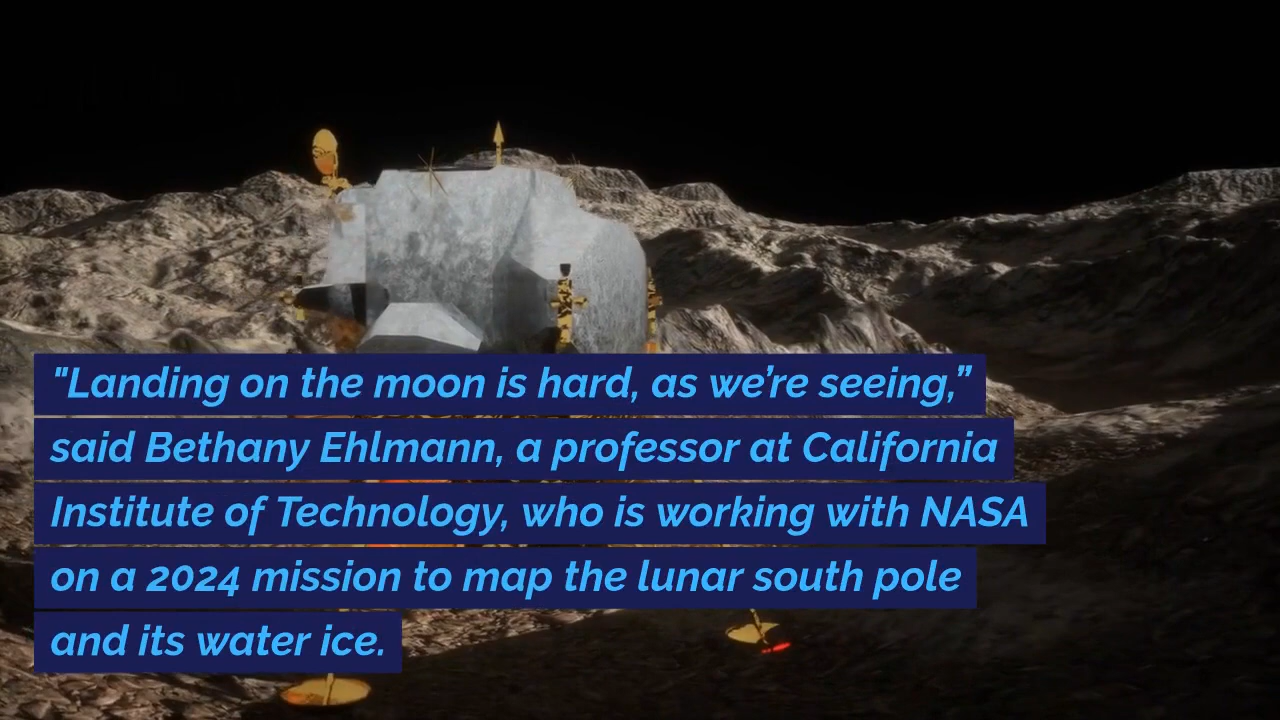 "Landing on the moon is hard, as we’re seeing,”
said Bethany Ehlmann, a professor at California
Institute of Technology, who is working with NASA
on a 2024 mission to map the lunar south pole
and its water ice.